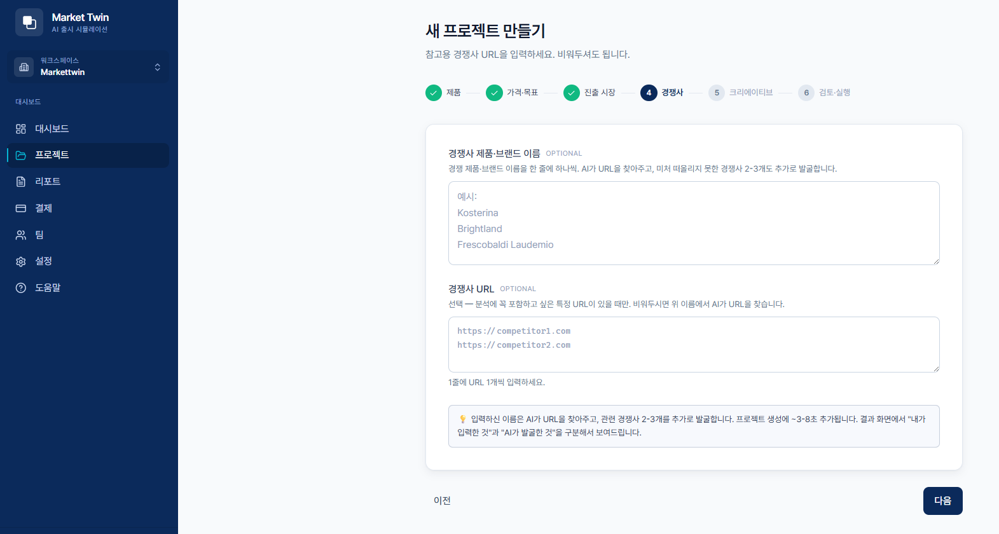 Market Twin
AI 출시 시뮬레이션
워크스페이스
Markettwin
대시보드
대시보드
프로젝트
리포트
결제
팀
설정
도움말
새 프로젝트 만들기
참고용 경쟁사 URL을 입력하세요. 비워두셔도 됩니다.
제품
가격·목표
진출 시장
4 경쟁사
5 크리에이티브
6 검토·실행
경쟁사 제품·브랜드 이름 OPTIONAL
경쟁 제품·브랜드 이름을 한 줄에 하나씩. AI가 URL을 찾아주고, 미처 떠올리지 못한 경쟁사 2-3개도 추가로 발굴합니다.
예시:
Kosterina
Brightland
Frescobaldi Laudemio
경쟁사 URL OPTIONAL
선택 — 분석에 꼭 포함하고 싶은 특정 URL이 있을 때만. 비워두시면 위 이름에서 AI가 URL을 찾습니다.
https://competitor1.com
https://competitor2.com
1줄에 URL 1개씩 입력하세요.
💡 입력하신 이름은 AI가 URL을 찾아주고, 관련 경쟁사 2-3개를 추가로 발굴합니다. 프로젝트 생성에 ~3-8초 추가됩니다. 결과 화면에서 "내가
입력한 것"과 "AI가 발굴한 것"을 구분해서 보여드립니다.
이전
다음